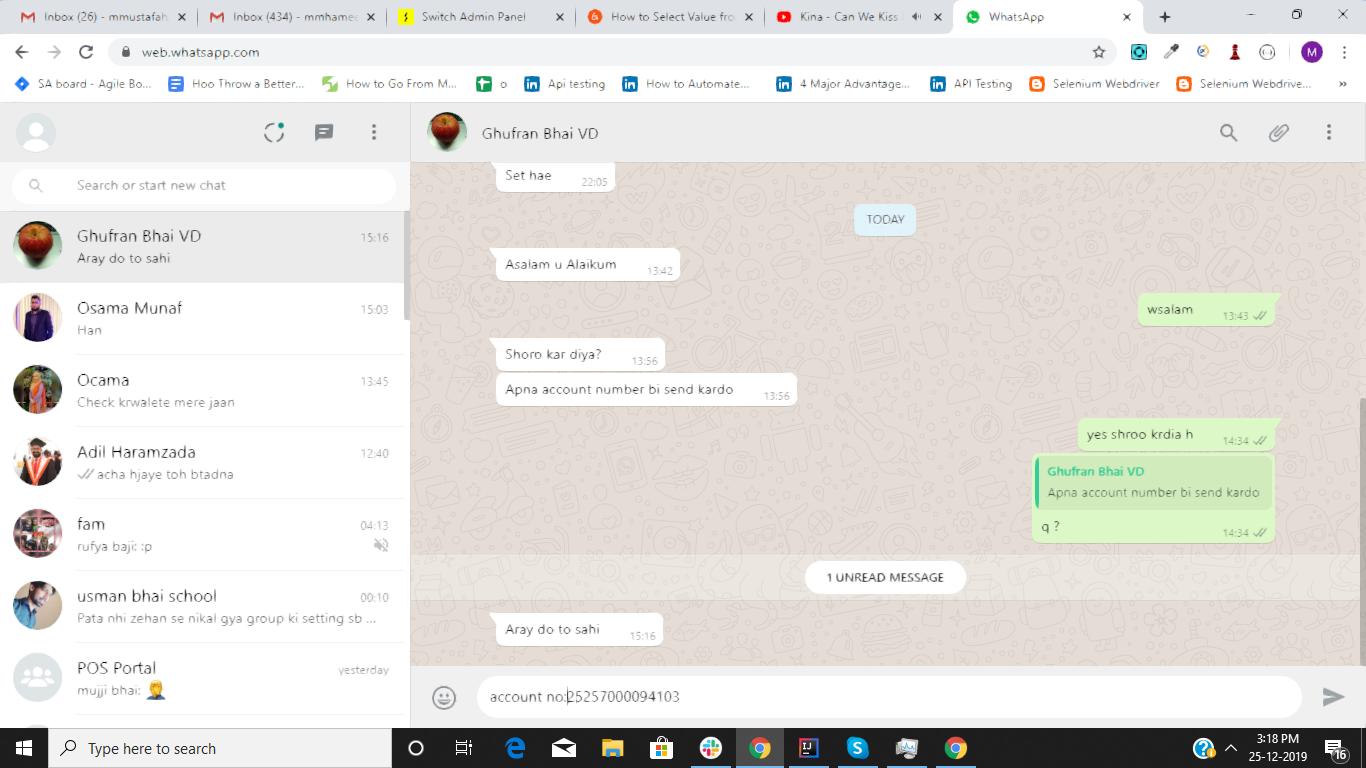 Inbox (26) - mmustafah
Inbox (434) - mmhamee
Switch Admin Panel
How to Select Value fro
Kina - Can We Kiss
WhatsApp
web.whatsapp.com
M
SA board - Agile Bo...
Hoo Throw a Better...
How to Go From M...
o
Api testing
How to Automate...
4 Major Advantage...
API Testing
Selenium Webdriver
Selenium Webdrive...
»
Search or start new chat
Ghufran Bhai VD
15:16
Aray do to sahi
Osama Munaf
15:03
Han
Ocama
13:45
Check krwalete mere jaan
Adil Haramzada
12:40
acha hjaye toh btadna
fam
04:13
rufya baji: :p
usman bhai school
00:10
Pata nhi zehan se nikal gya group ki setting sb ...
POS Portal
yesterday
mujji bhai: 🤦
Ghufran Bhai VD
Set hae
22:05
TODAY
Asalam u Alaikum
13:42
wsalam
13:43
Shoro kar diya?
13:56
Apna account number bi send kardo
13:56
yes shroo krdia h
14:34
Ghufran Bhai VD
Apna account number bi send kardo
q ?
14:34
1 UNREAD MESSAGE
Aray do to sahi
15:16
account no:25257000094103
Type here to search
3:18 PM
25-12-2019
16